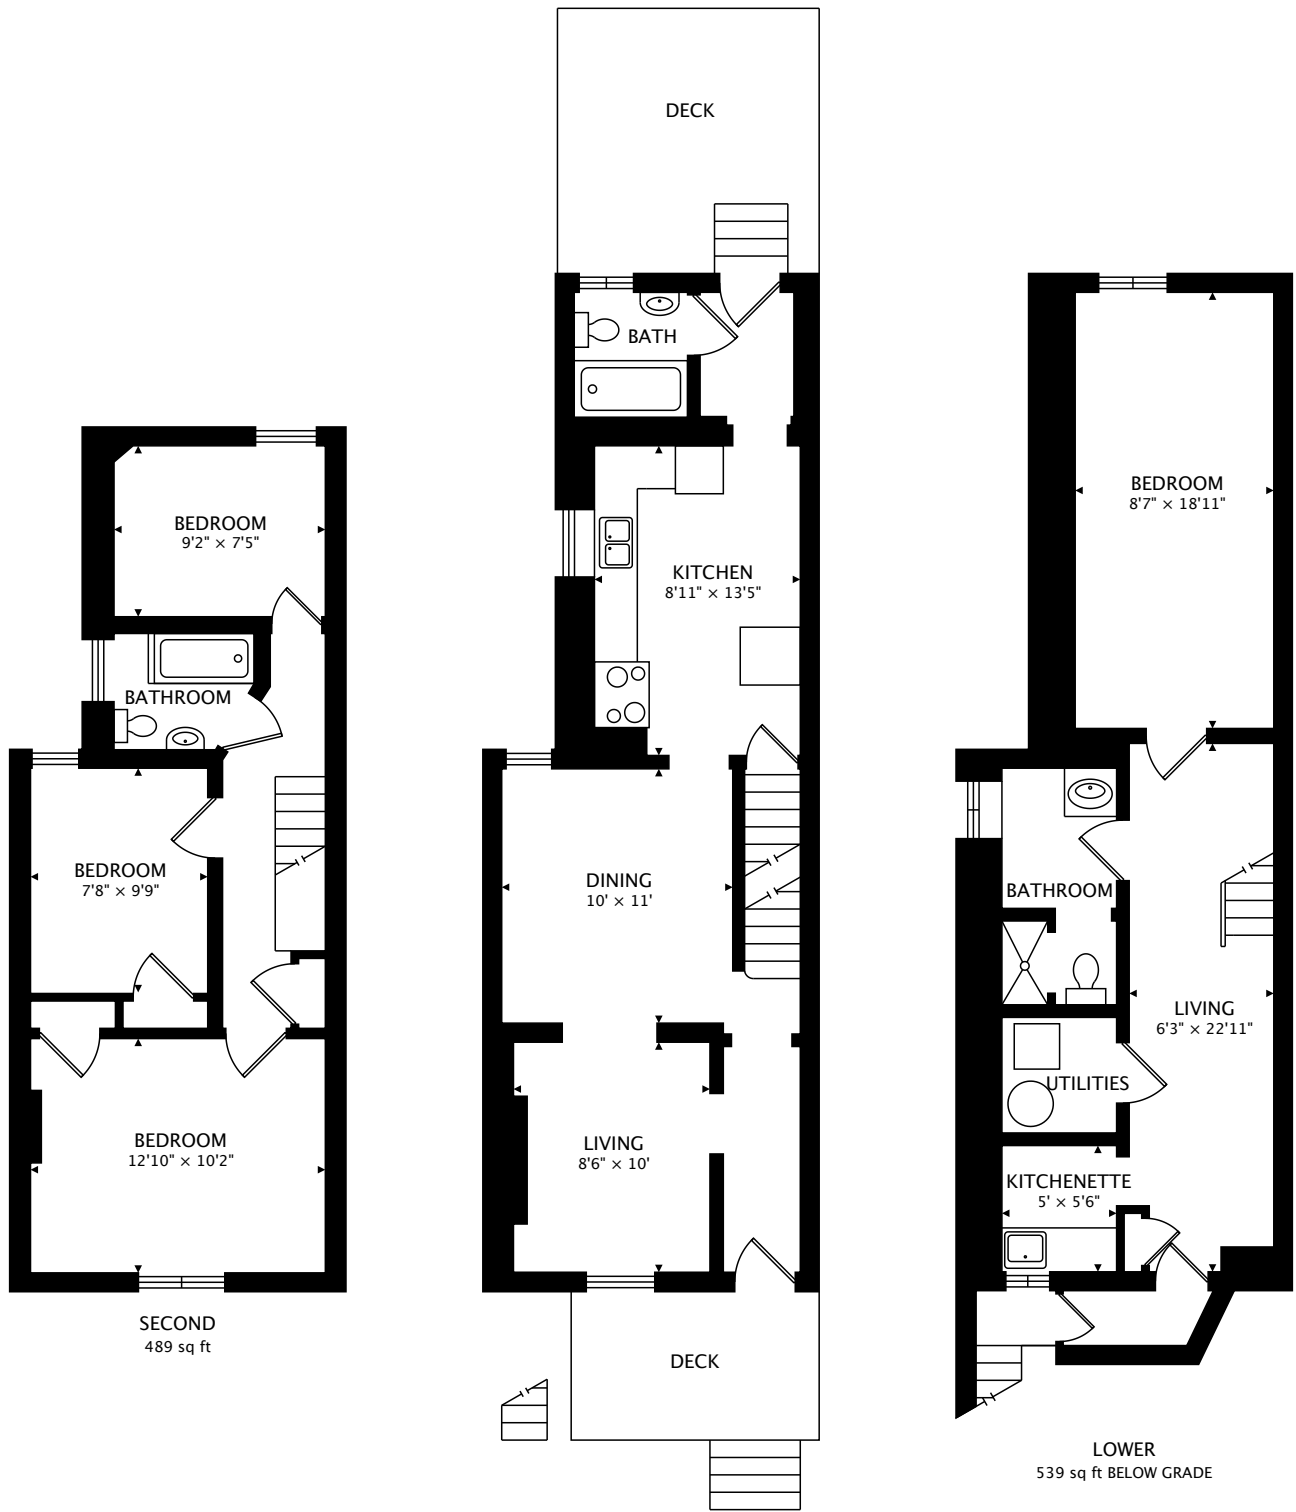 BEDROOM
9'2" × 7'5"
BATHROOM
BEDROOM
7'8" × 9'9"
BEDROOM
12'10" × 10'2"
SECOND
489 sq ft
DECK
BATH
KITCHEN
8'11" × 13'5"
DINING
10' × 11'
LIVING
8'6" × 10'
DECK
BEDROOM
8'7" × 18'11"
BATHROOM
LIVING
6'3" × 22'11"
UTILITIES
KITCHENETTE
5' × 5'6"
LOWER
539 sq ft BELOW GRADE